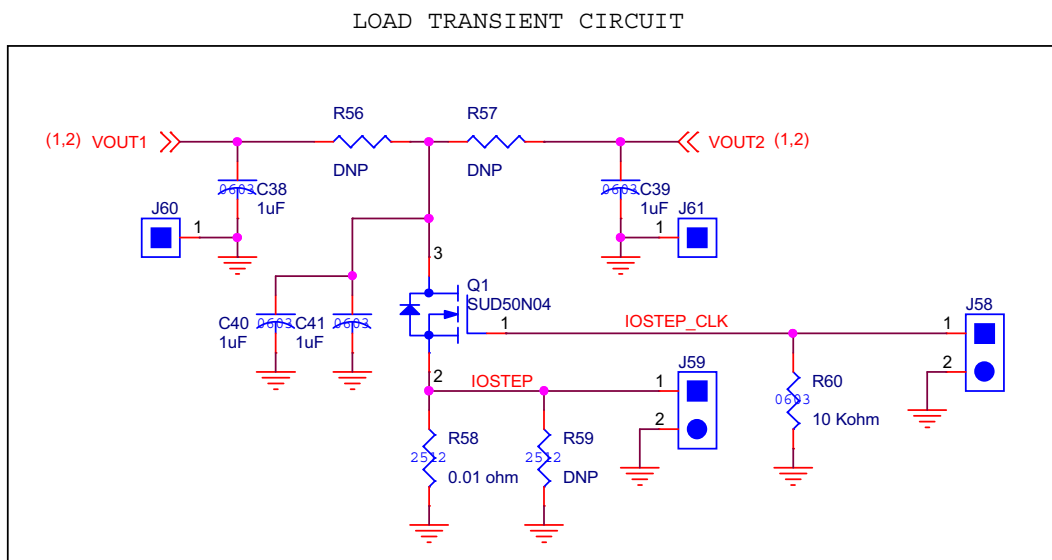 LOAD TRANSIENT CIRCUIT
R56
R57
(1,2) VOUT1
VOUT2 (1,2)
DNP
DNP
0603
C38
1uF
0603
C39
1uF
J60
1
J61
1
3
Q1
SUD50N04
C40
0603
1uF
C41
0603
1uF
1
IOSTEP_CLK
J58
1
2
2
IOSTEP
J59
1
2
R60
0603
10 Kohm
R58
2512
0.01 ohm
R59
2512
DNP